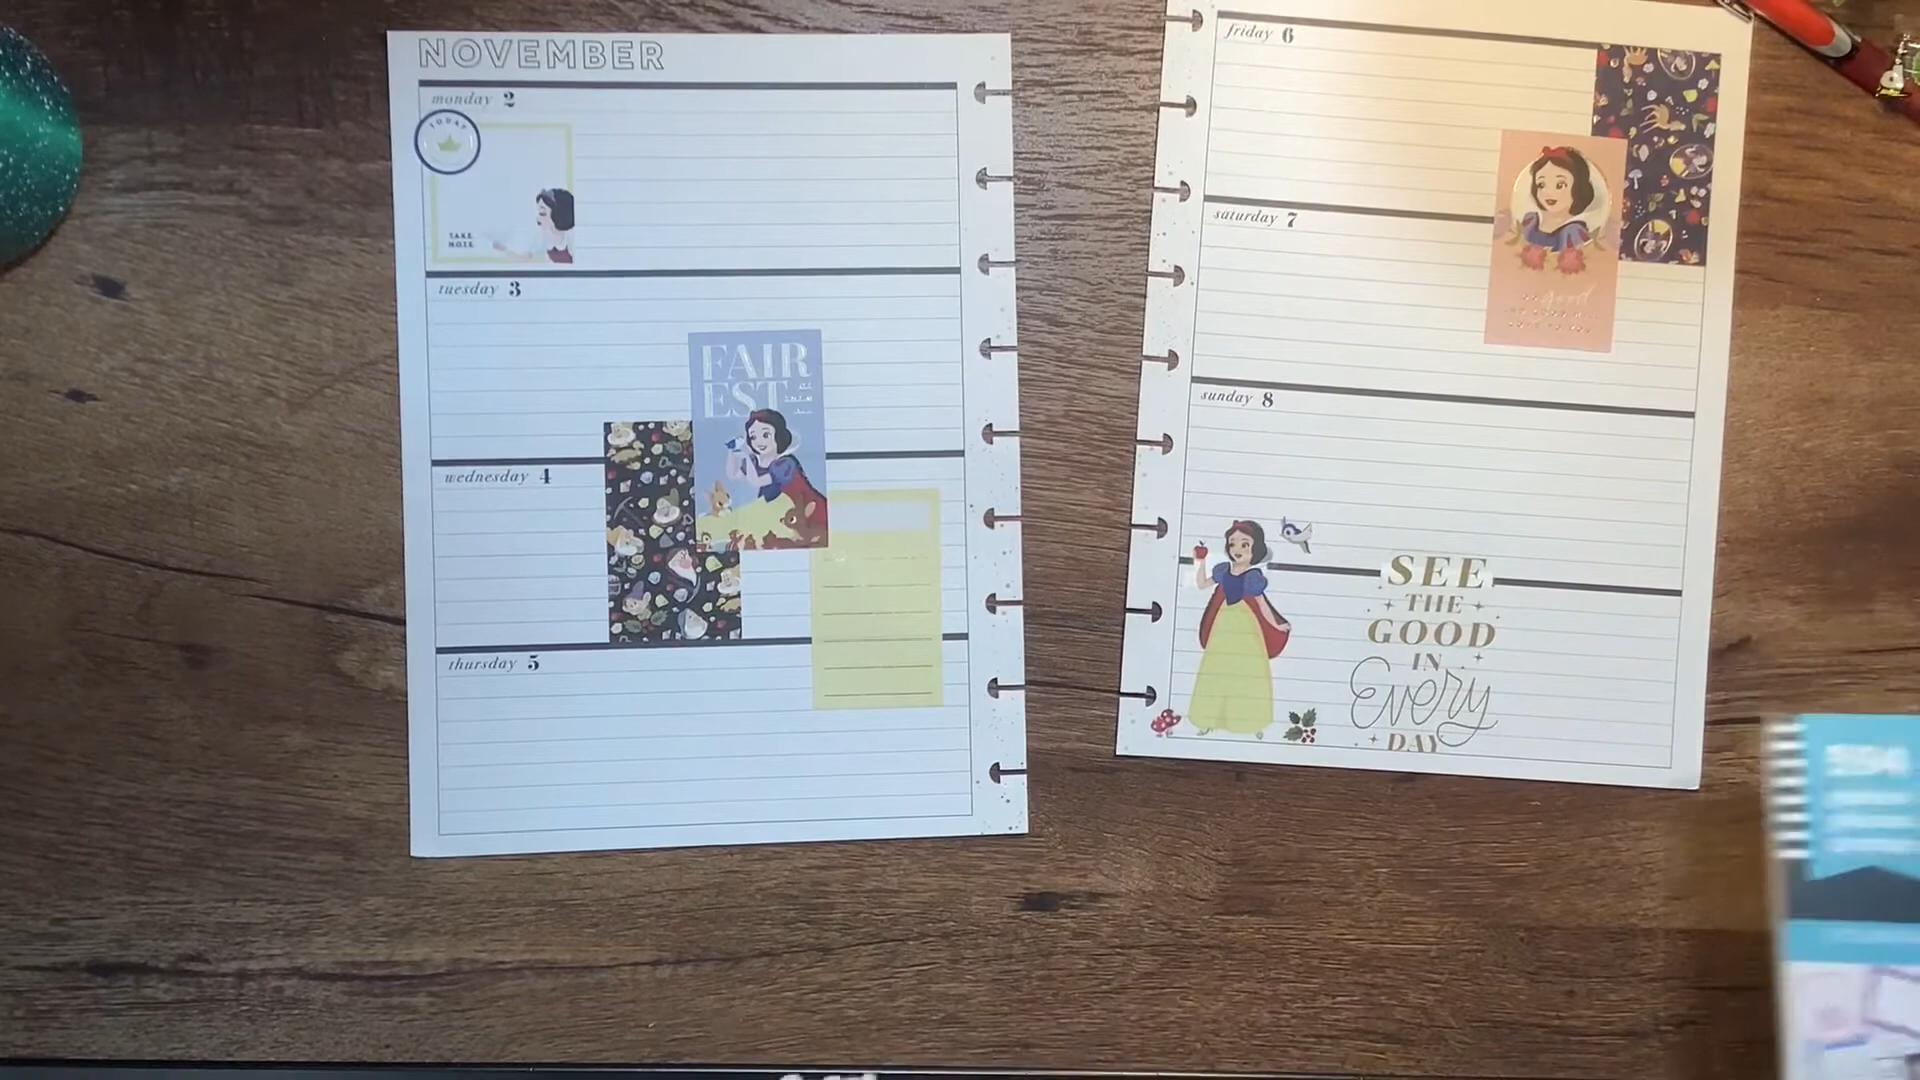 NOVEMBER
monday 2
TODAY
TAKE
NOTE
tuesday 3
FAIR
EST
wednesday 4
thursday 5
friday 6
saturday 7
good
sunday 8
SEE
THE
GOOD
IN
Every
DAY